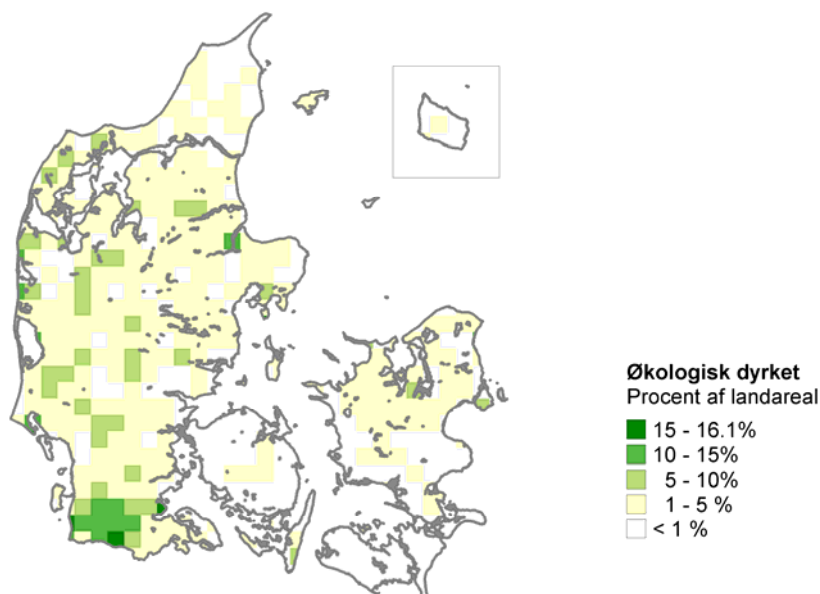 Økologisk dyrket
Procent af landareal
15 - 16.1%
10 - 15%
5 - 10%
1 - 5 %
< 1 %